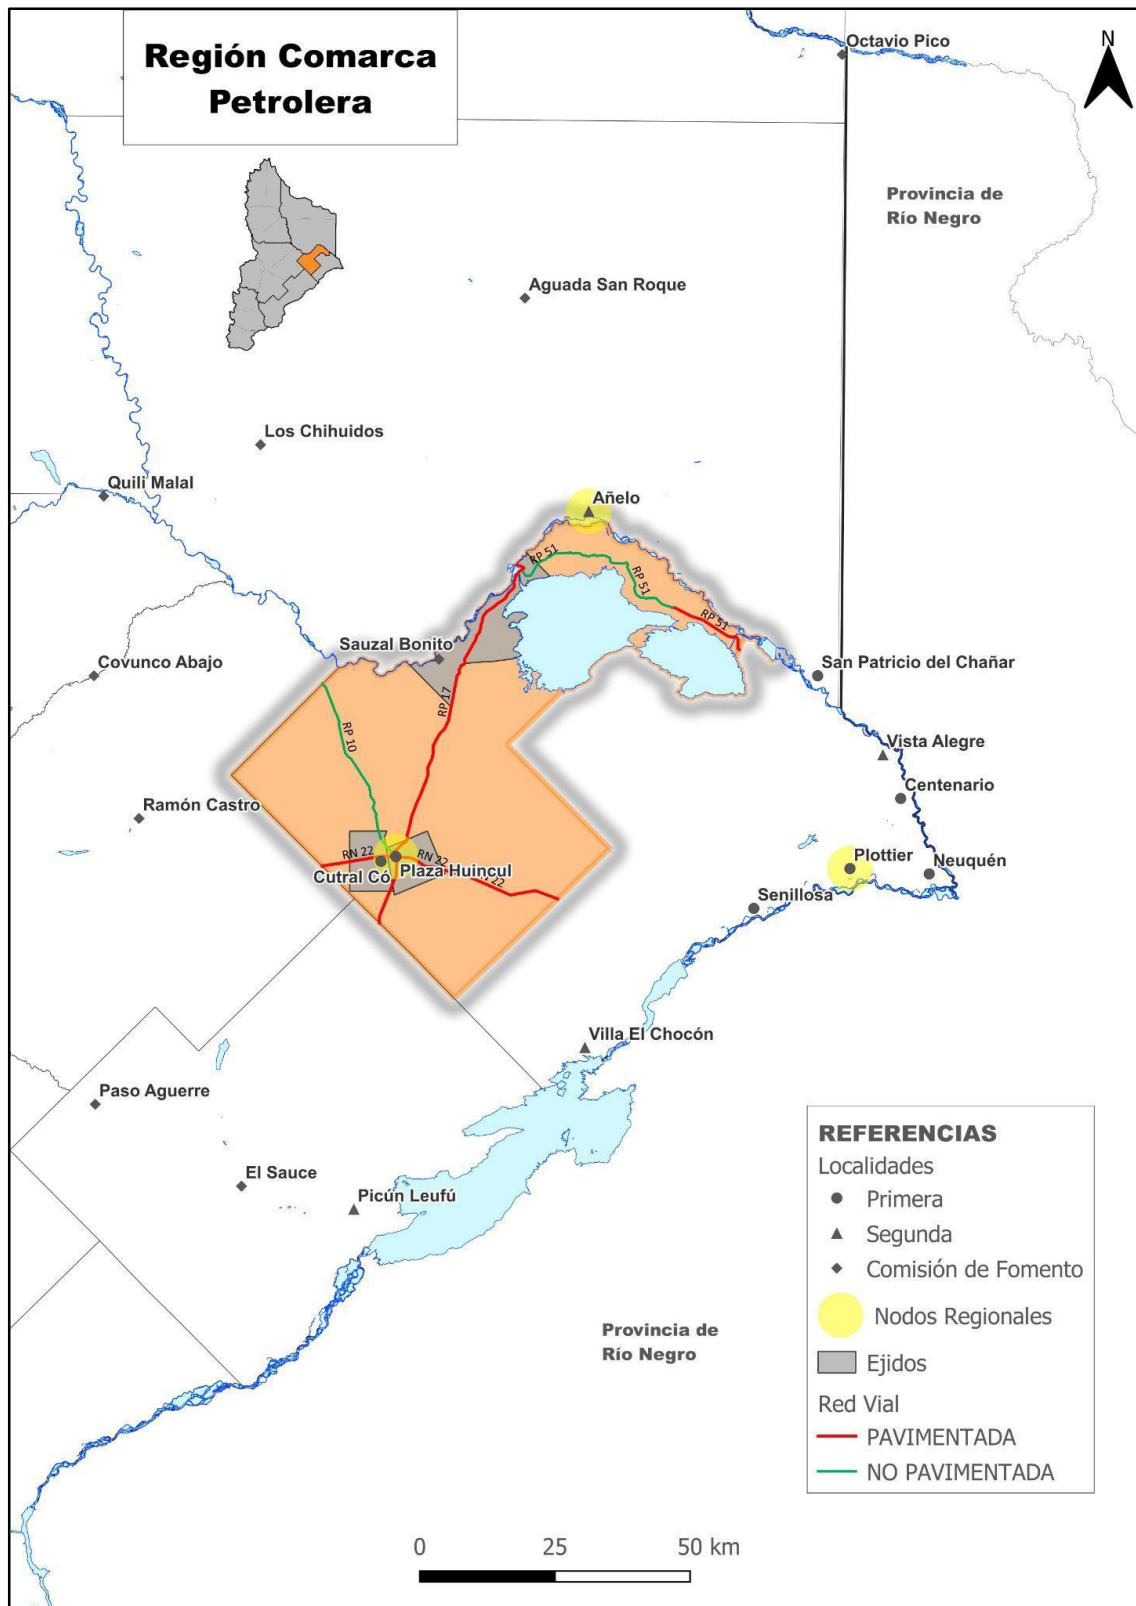 Región Comarca
Petrolera
N
Octavio Pico
Provincia de
Río Negro
Aguada San Roque
Los Chihuidos
Quili Malal
Añelo
RP 51
RP 51
RP 51
Sauzal Bonito
Covunco Abajo
San Patricio del Chañar
RP 17
RP 10
Vista Alegre
Centenario
Ramón Castro
RN 22
RN 22
RN 22
Cutral Có
Plaza Huincul
Plottier
Neuquén
Senillosa
Villa El Chocón
Paso Aguerre
El Sauce
Picún Leufú
Provincia de
Río Negro
REFERENCIAS
Localidades
Primera
Segunda
Comisión de Fomento
Nodos Regionales
Ejidos
Red Vial
PAVIMENTADA
NO PAVIMENTADA
0 25 50 km